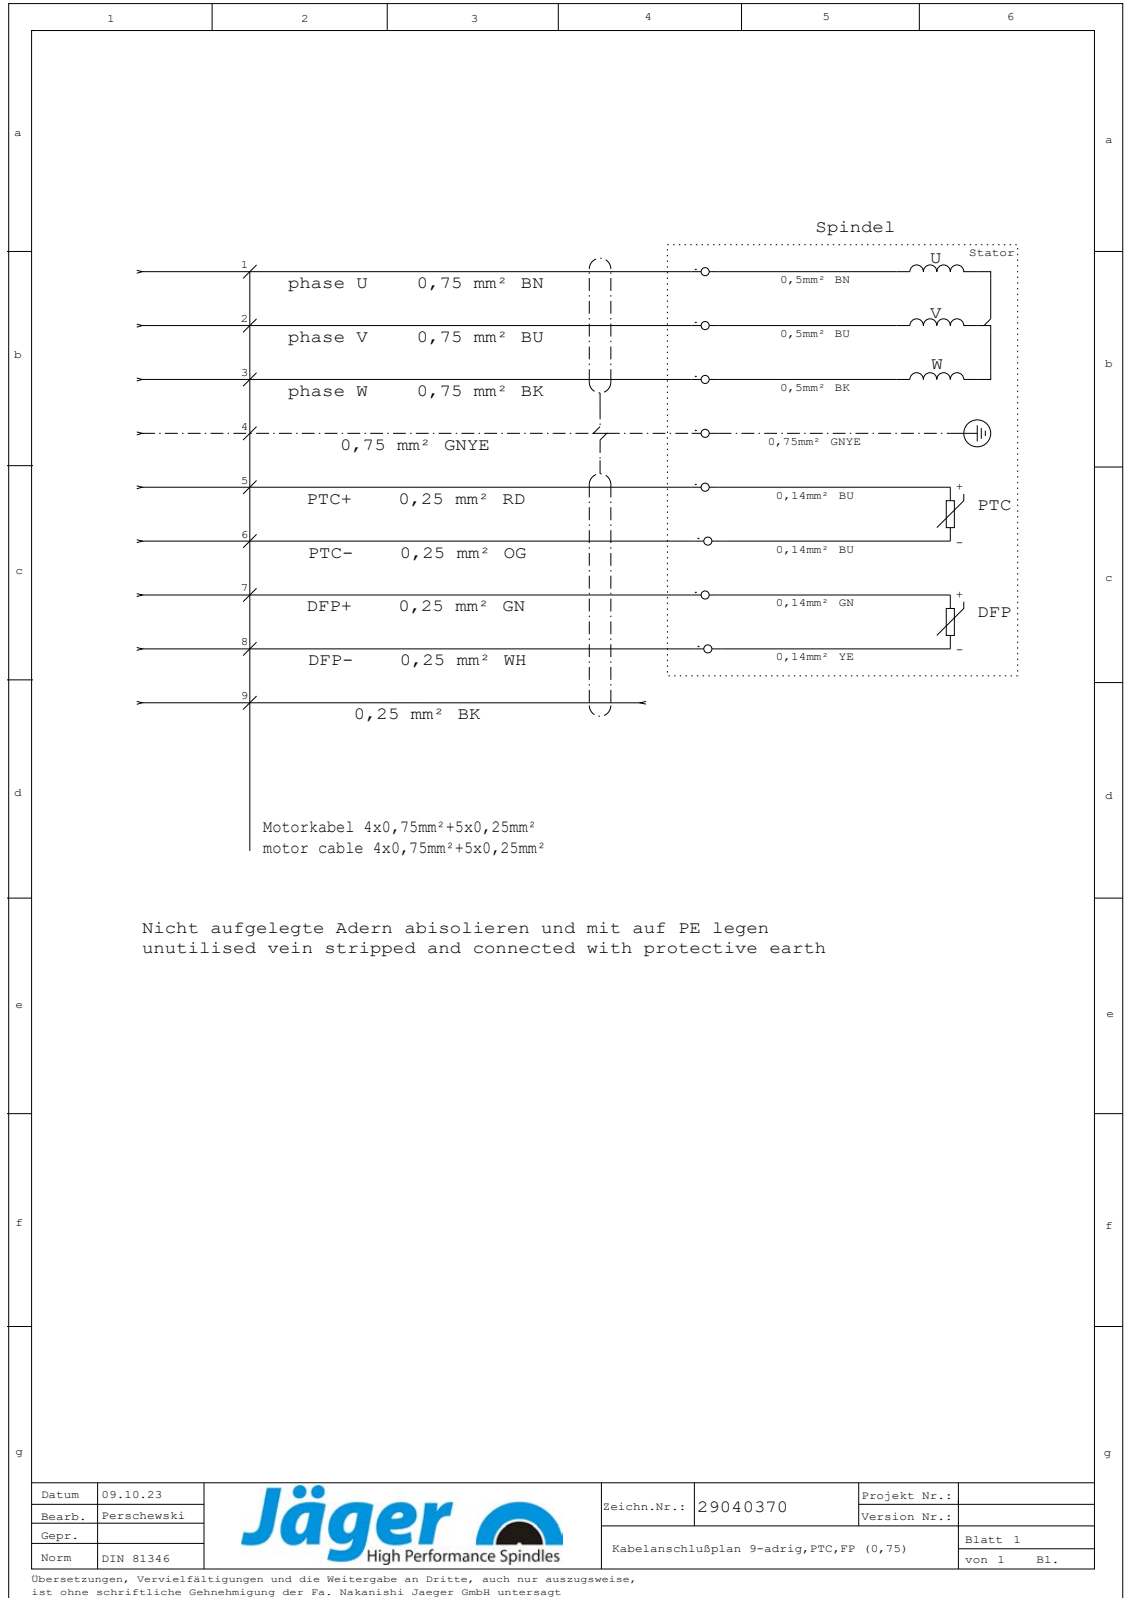 1 2 3 4 5 6
a a
Spindel
Stator
1 U
phase U 0,75 mm² BN 0,5mm² BN
2 V
phase V 0,75 mm² BU 0,5mm² BU
b b
3 W
phase W 0,75 mm² BK 0,5mm² BK
4
0,75 mm² GNYE 0,75mm² GNYE
5 +
PTC+ 0,25 mm² RD 0,14mm² BU PTC
6 -
PTC- 0,25 mm² OG 0,14mm² BU
c c
7 +
DFP+ 0,25 mm² GN 0,14mm² GN DFP
8 -
DFP- 0,25 mm² WH 0,14mm² YE
9
0,25 mm² BK
d d
Motorkabel 4x0,75mm²+5x0,25mm²
motor cable 4x0,75mm²+5x0,25mm²
Nicht aufgelegte Adern abisolieren und mit auf PE legen
unutilised vein stripped and connected with protective earth
e e
f f
g g
Datum 09.10.23
Bearb. Perschewski
Gepr.
Norm DIN 81346
Jäger
High Performance Spindles
Zeichn.Nr.: 29040370
Projekt Nr.:
Version Nr.:
Kabelanschlußplan 9-adrig,PTC,FP (0,75)
Blatt 1
von 1 Bl.
Übersetzungen, Vervielfältigungen und die Weitergabe an Dritte, auch nur auszugsweise,
ist ohne schriftliche Gehnehmigung der Fa. Nakanishi Jaeger GmbH untersagt